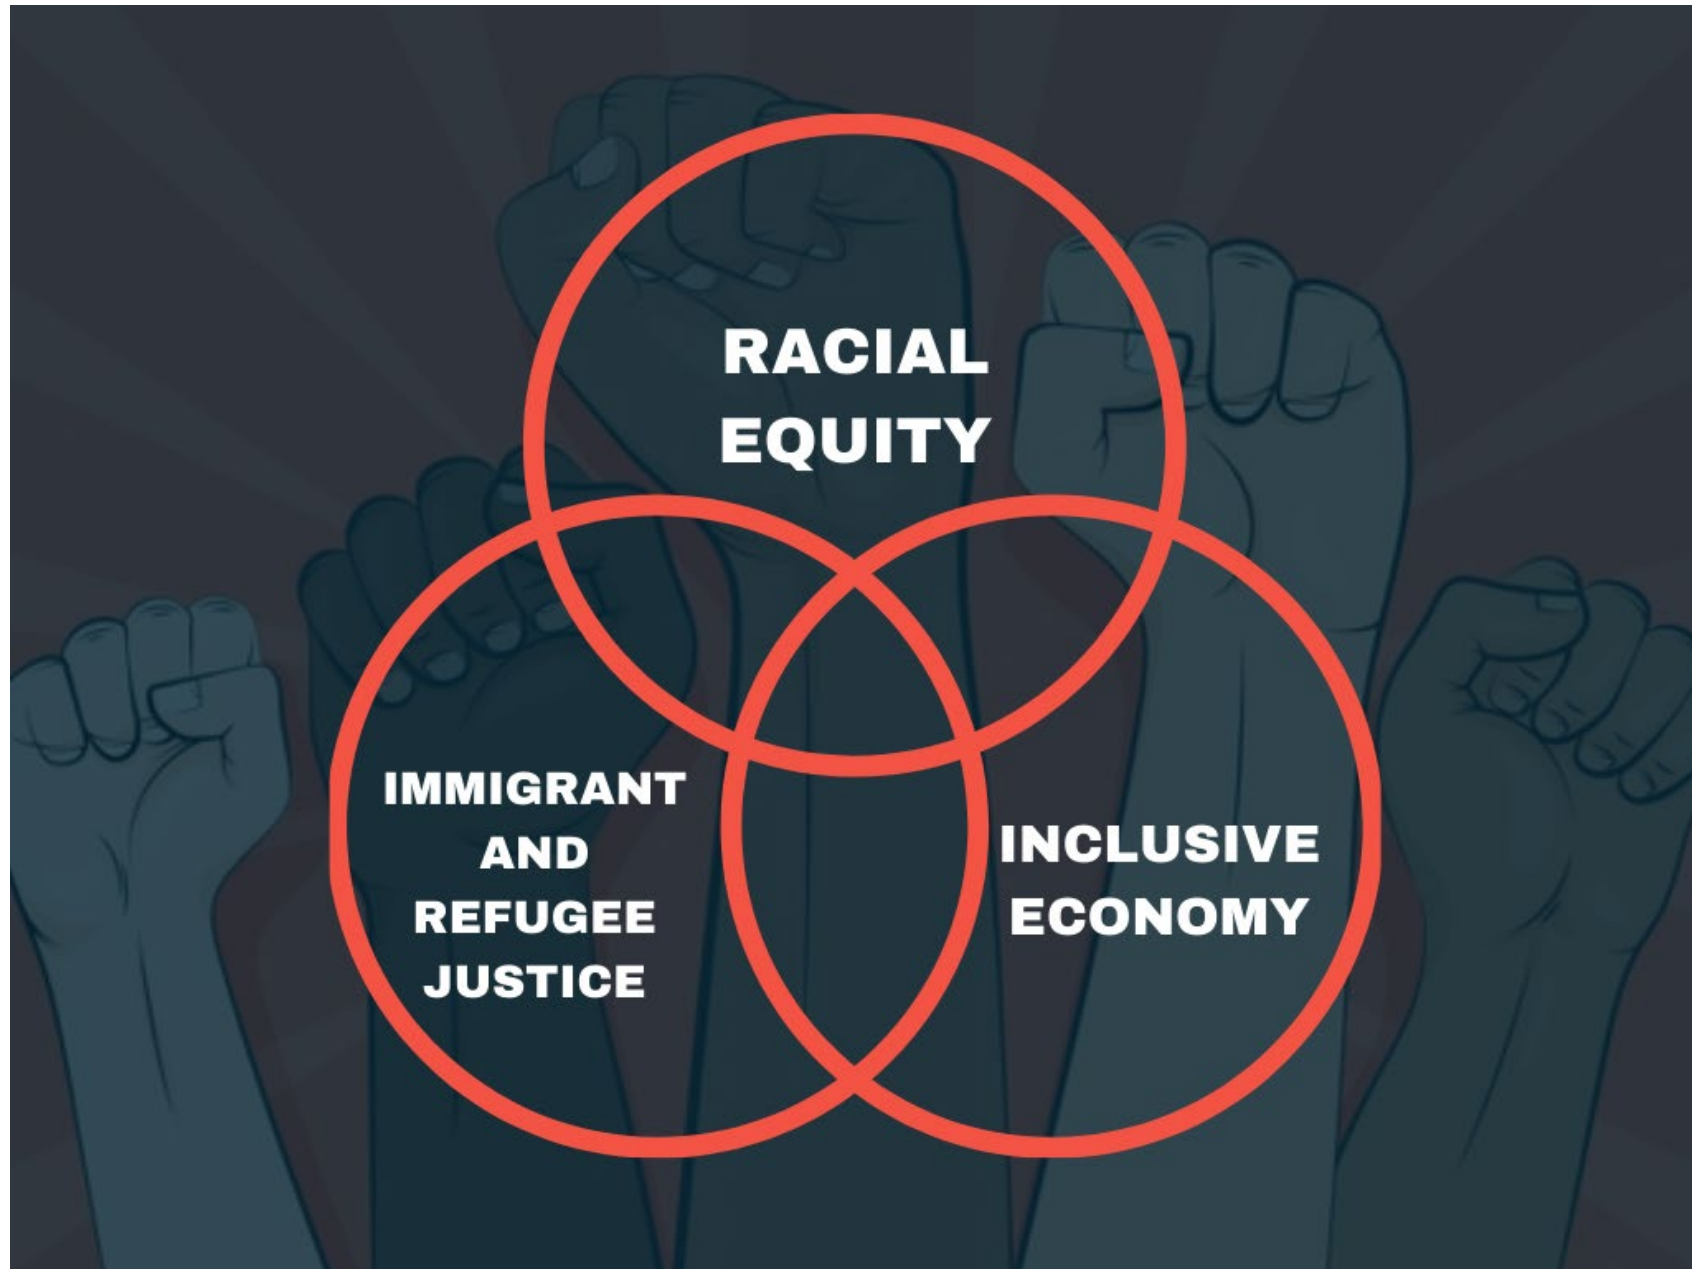 RACIAL
EQUITY
IMMIGRANT
AND
REFUGEE
JUSTICE
INCLUSIVE
ECONOMY